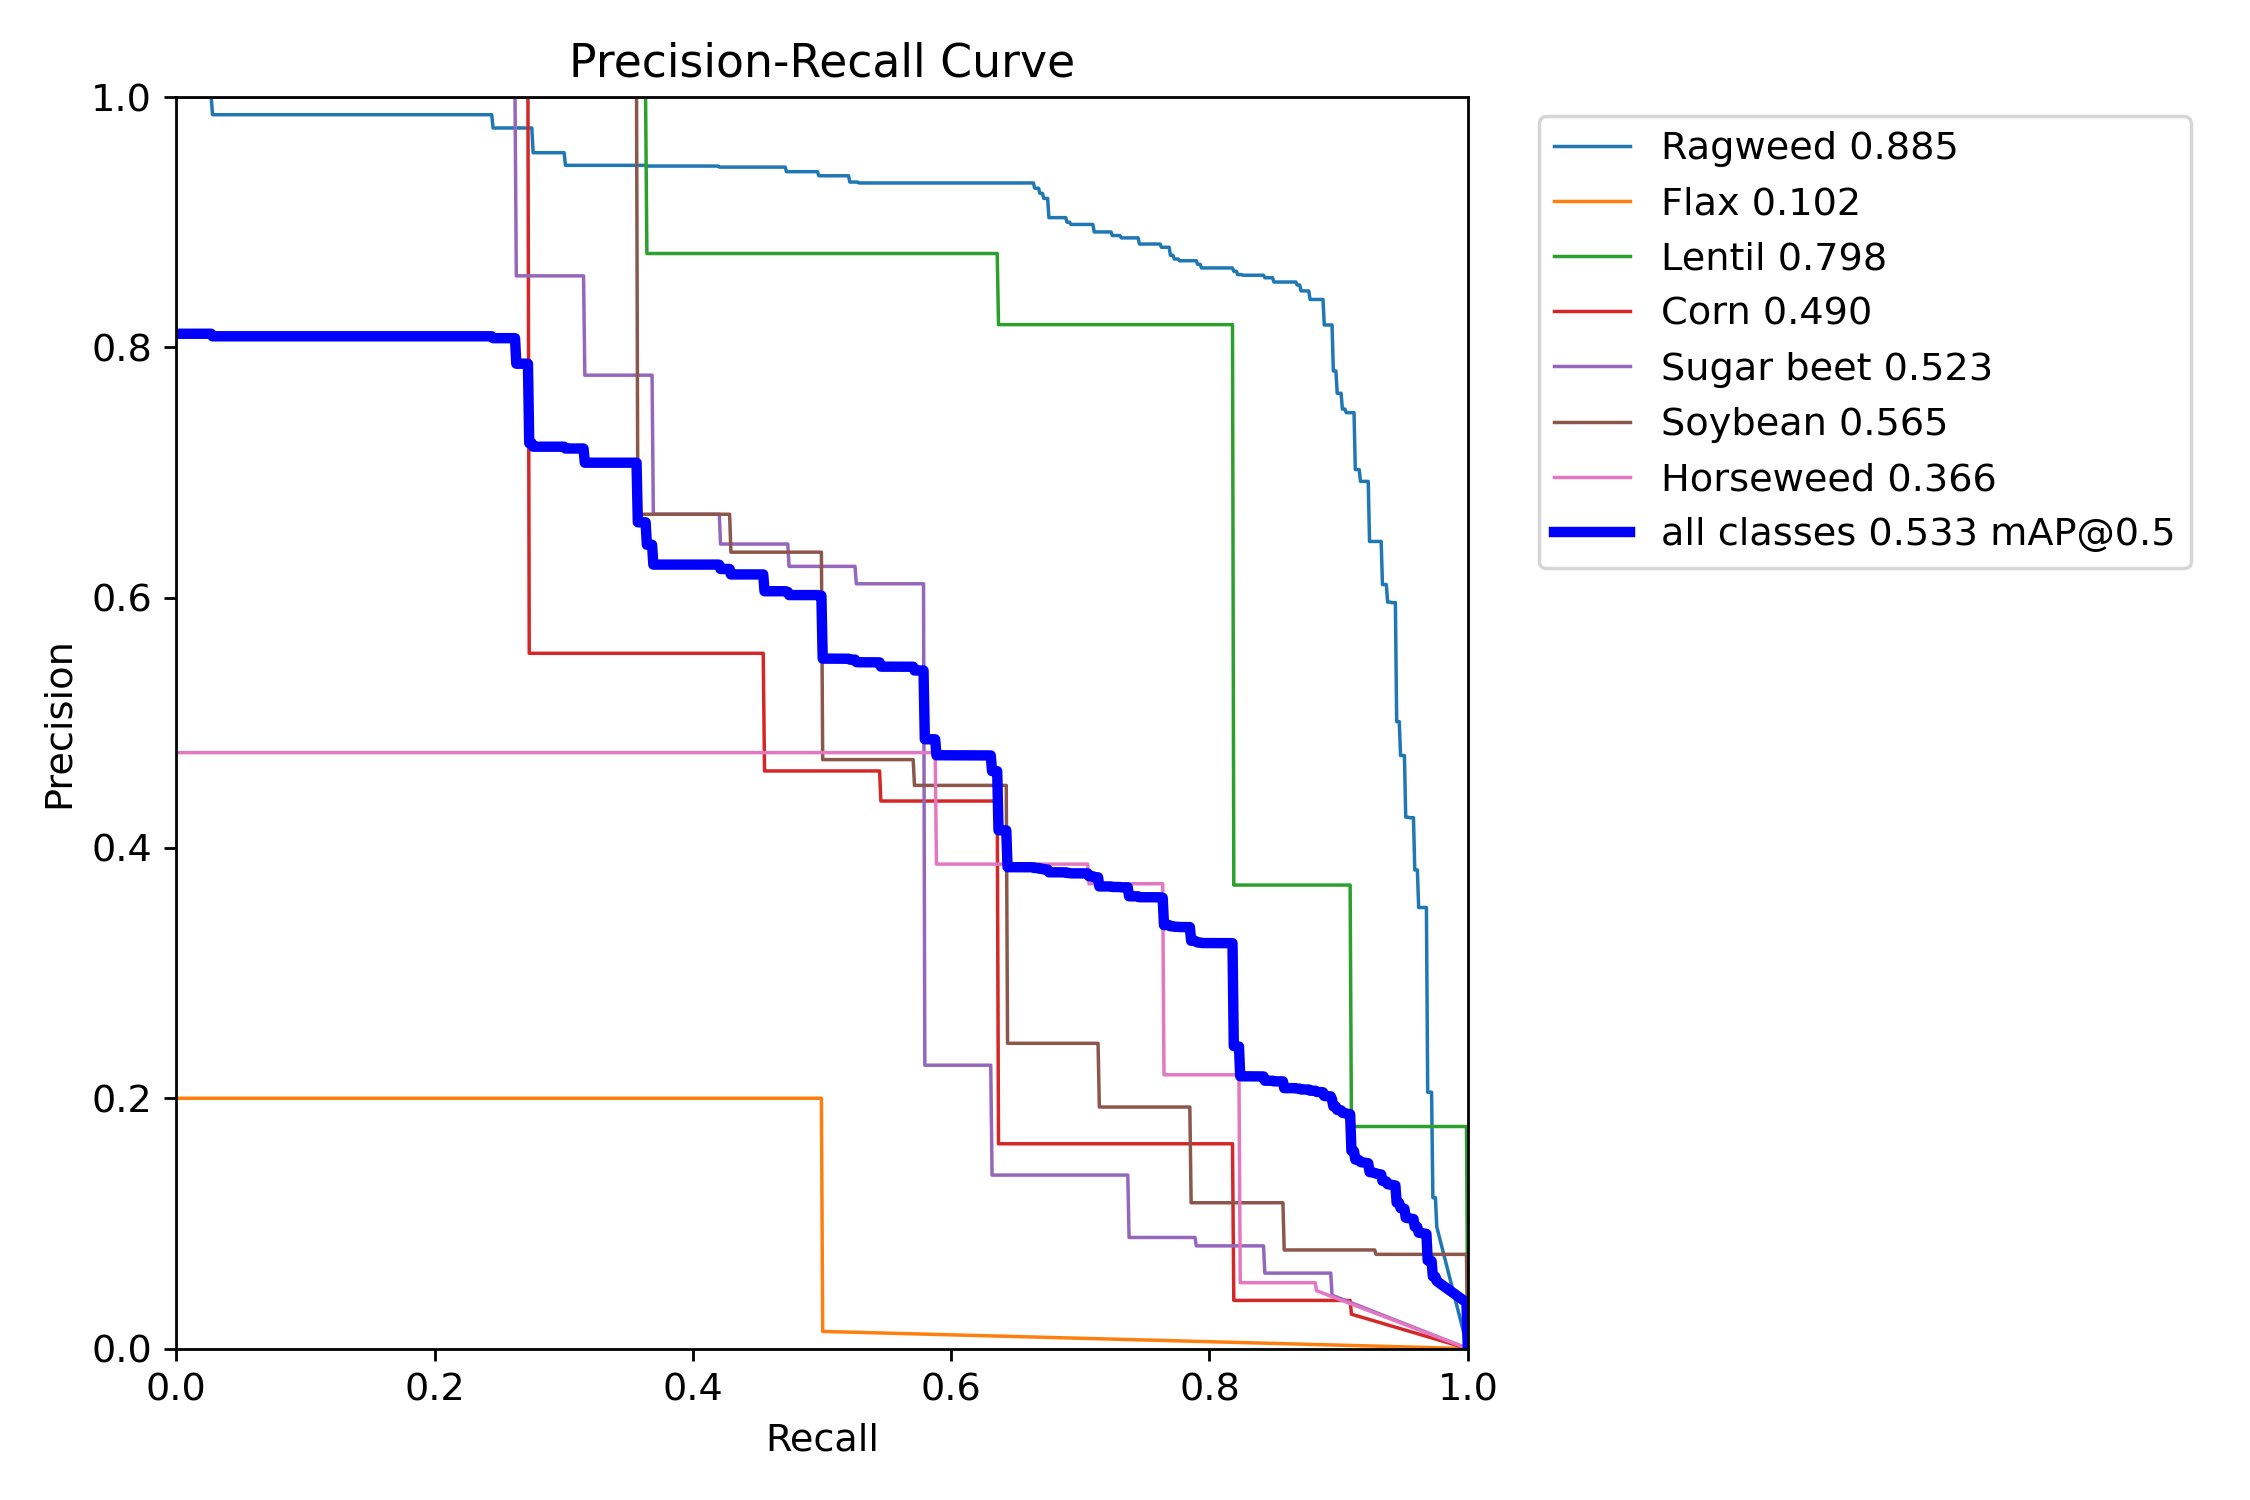 Precision-Recall Curve
1.0
0.8
0.6
0.4
0.2
0.0
Precision
0.0 0.2 0.4 0.6 0.8 1.0
Recall
Ragweed 0.885
Flax 0.102
Lentil 0.798
Corn 0.490
Sugar beet 0.523
Soybean 0.565
Horseweed 0.366
all classes 0.533 mAP@0.5